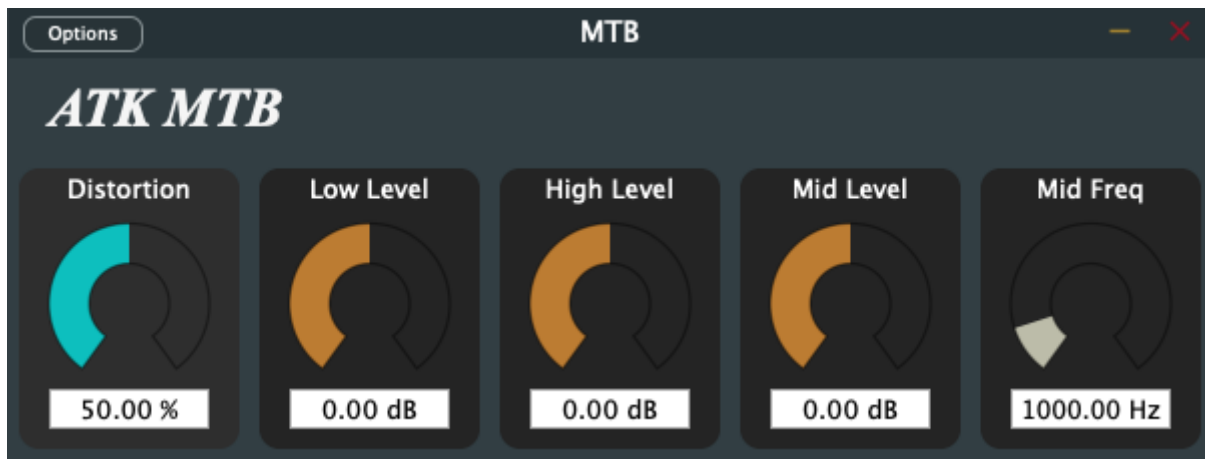 Options
MTB
ATK MTB
Distortion
Low Level
High Level
Mid Level
Mid Freq
50.00 %
0.00 dB
0.00 dB
0.00 dB
1000.00 Hz